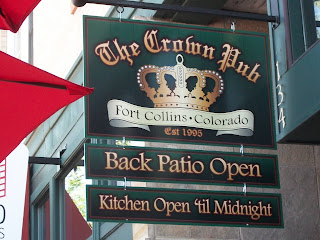 The Crown Pub
Fort Collins • Colorado
Est 1995
Back Patio Open
Kitchen Open 'til Midnight
134